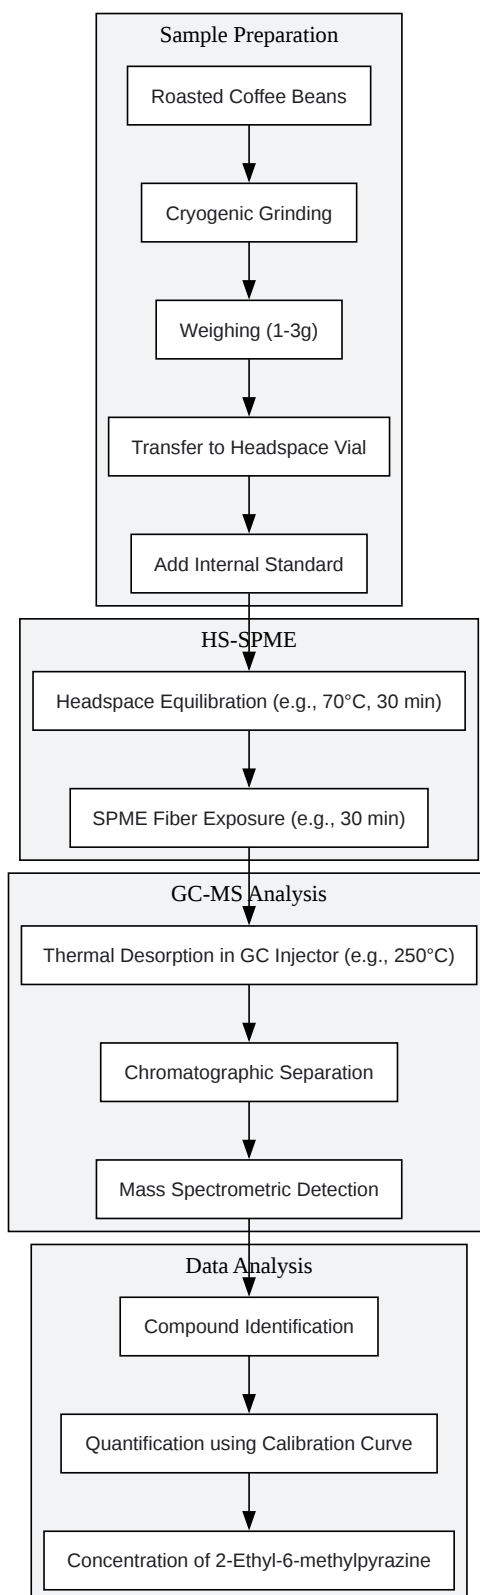 Sample Preparation
Roasted Coffee Beans
Cryogenic Grinding
Weighing (1-3g)
Transfer to Headspace Vial
Add Internal Standard
HS-SPME
Headspace Equilibration (e.g., 70°C, 30 min)
SPME Fiber Exposure (e.g., 30 min)
GC-MS Analysis
Thermal Desorption in GC Injector (e.g., 250°C)
Chromatographic Separation
Mass Spectrometric Detection
Data Analysis
Compound Identification
Quantification using Calibration Curve
Concentration of 2-Ethyl-6-methylpyrazine